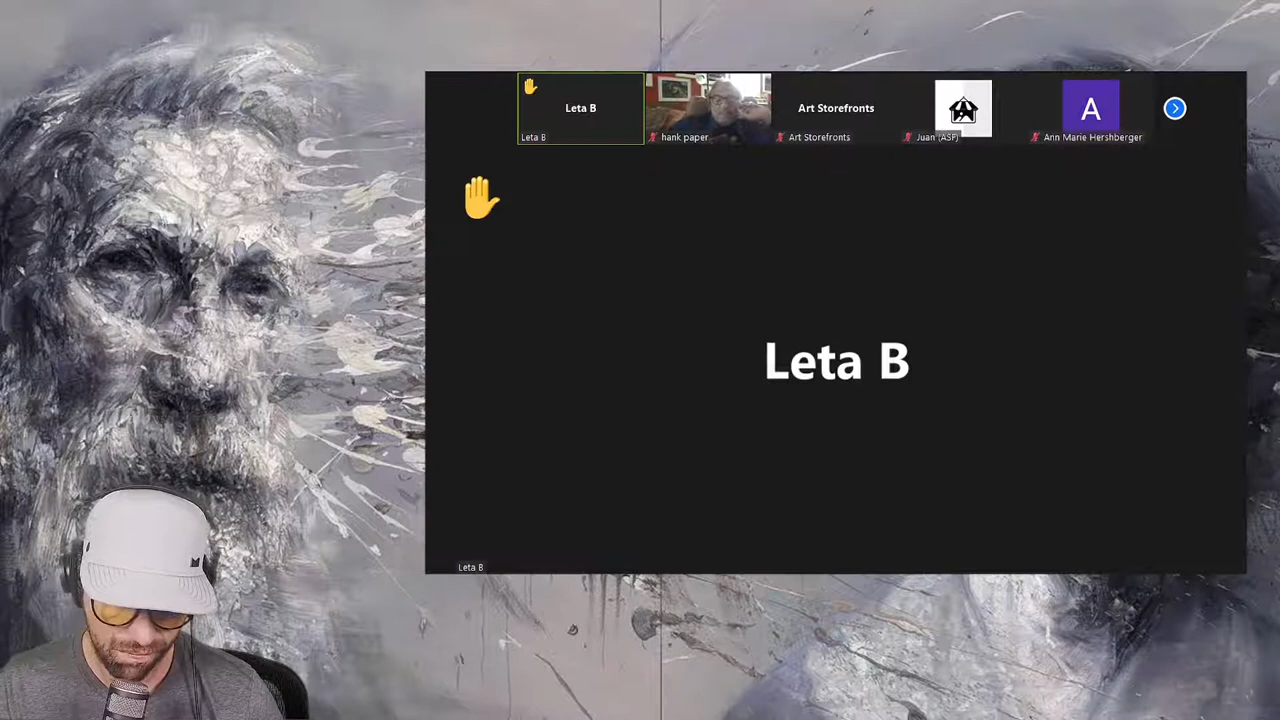 Leta B
Leta B
hank paper
Art Storefronts
Art Storefronts
Juan (ASF)
A
Ann Marie Hershberger
Leta B
Leta B